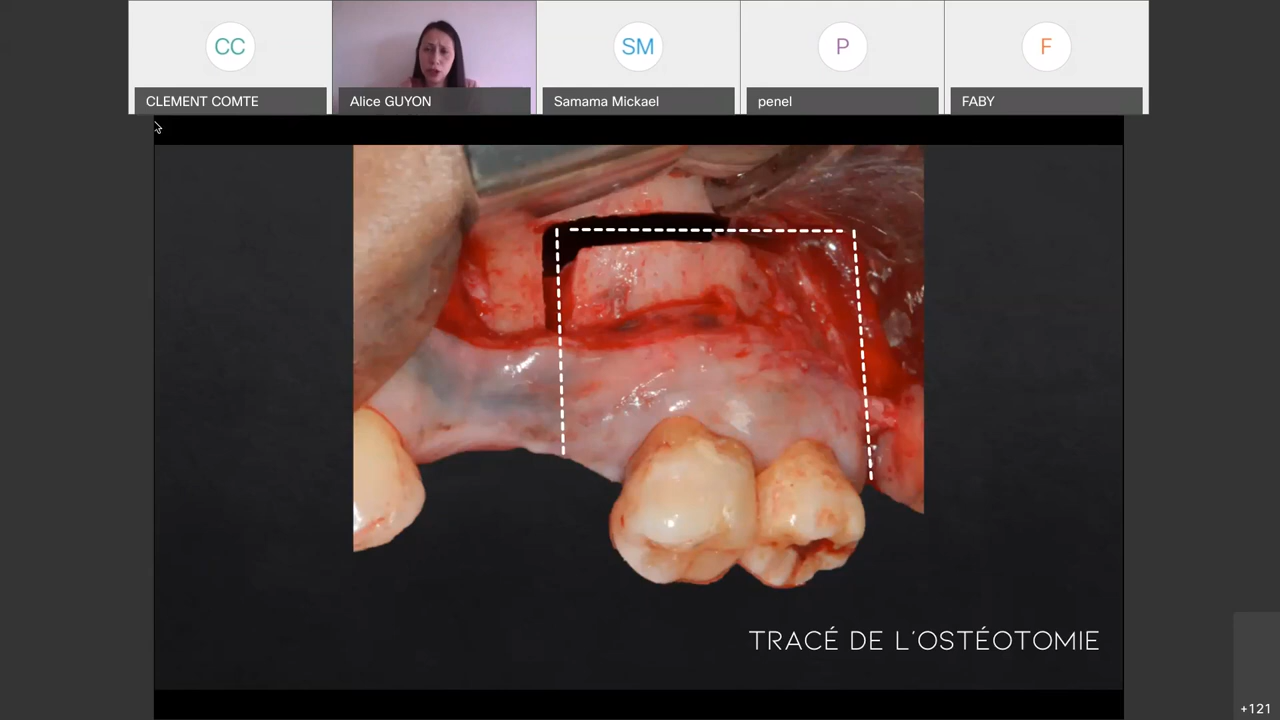 CC
SM
P
F
CLEMENT COMTE
Alice GUYON
Samama Mickael
penel
FABY
TRACÉ DE L'OSTÉOTOMIE
+121